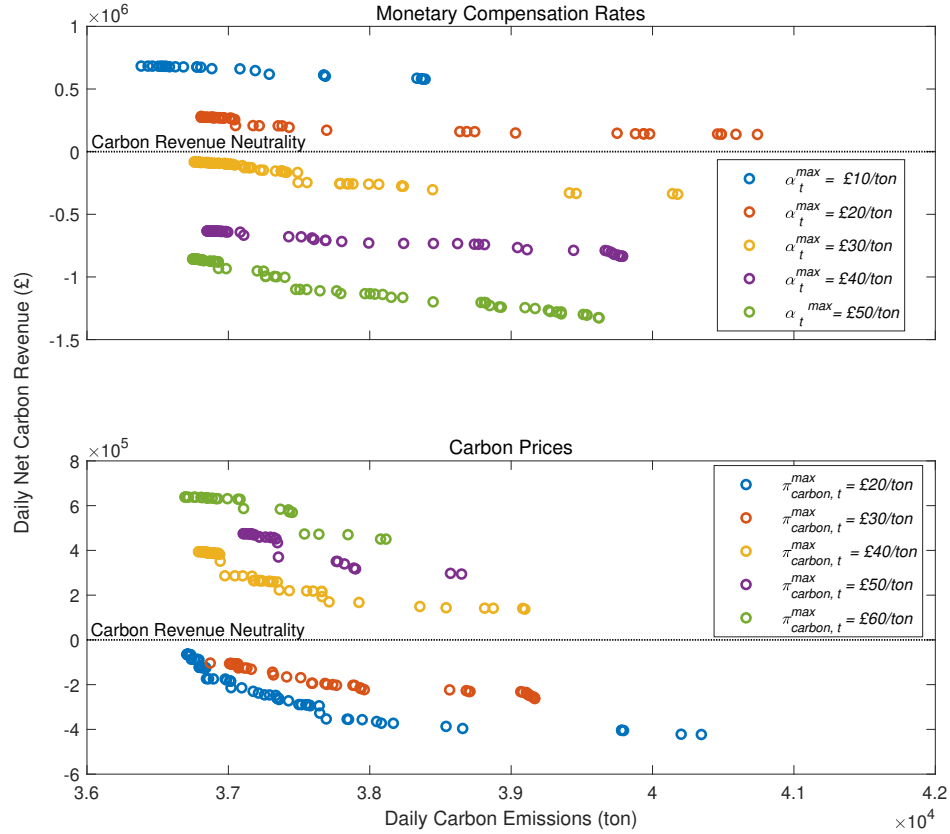 Monetary Compensation Rates
×10^6
1
0.5
0
-0.5
-1
-1.5
Carbon Revenue Neutrality
α_t^max = £10/ton
α_t^max = £20/ton
α_t^max = £30/ton
α_t^max = £40/ton
α_t^max = £50/ton
Daily Net Carbon Revenue (£)
Carbon Prices
×10^5
8
6
4
2
0
-2
-4
-6
Carbon Revenue Neutrality
π_carbon, t^max = £20/ton
π_carbon, t^max = £30/ton
π_carbon, t^max = £40/ton
π_carbon, t^max = £50/ton
π_carbon, t^max = £60/ton
3.6 3.7 3.8 3.9 4 4.1 4.2
Daily Carbon Emissions (ton)
×10^4